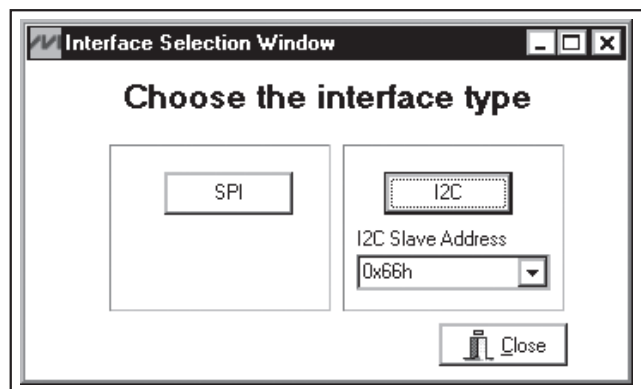 Interface Selection Window
Choose the interface type
SPI
I2C
I2C Slave Address
0x66h
Close